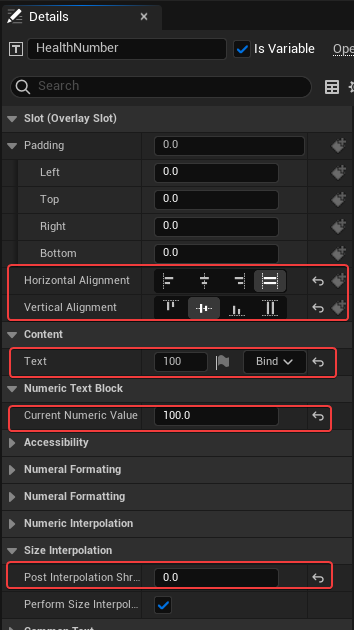 Details ×
T HealthNumber Is Variable Ope
Search
Slot (Overlay Slot)
Padding 0.0
Left 0.0
Top 0.0
Right 0.0
Bottom 0.0
Horizontal Alignment
Vertical Alignment
Content
Text 100 Bind
Numeric Text Block
Current Numeric Value 100.0
Accessibility
Numeral Formating
Numeral Formatting
Numeric Interpolation
Size Interpolation
Post Interpolation Shr... 0.0
Perform Size Interpol...
Common Text